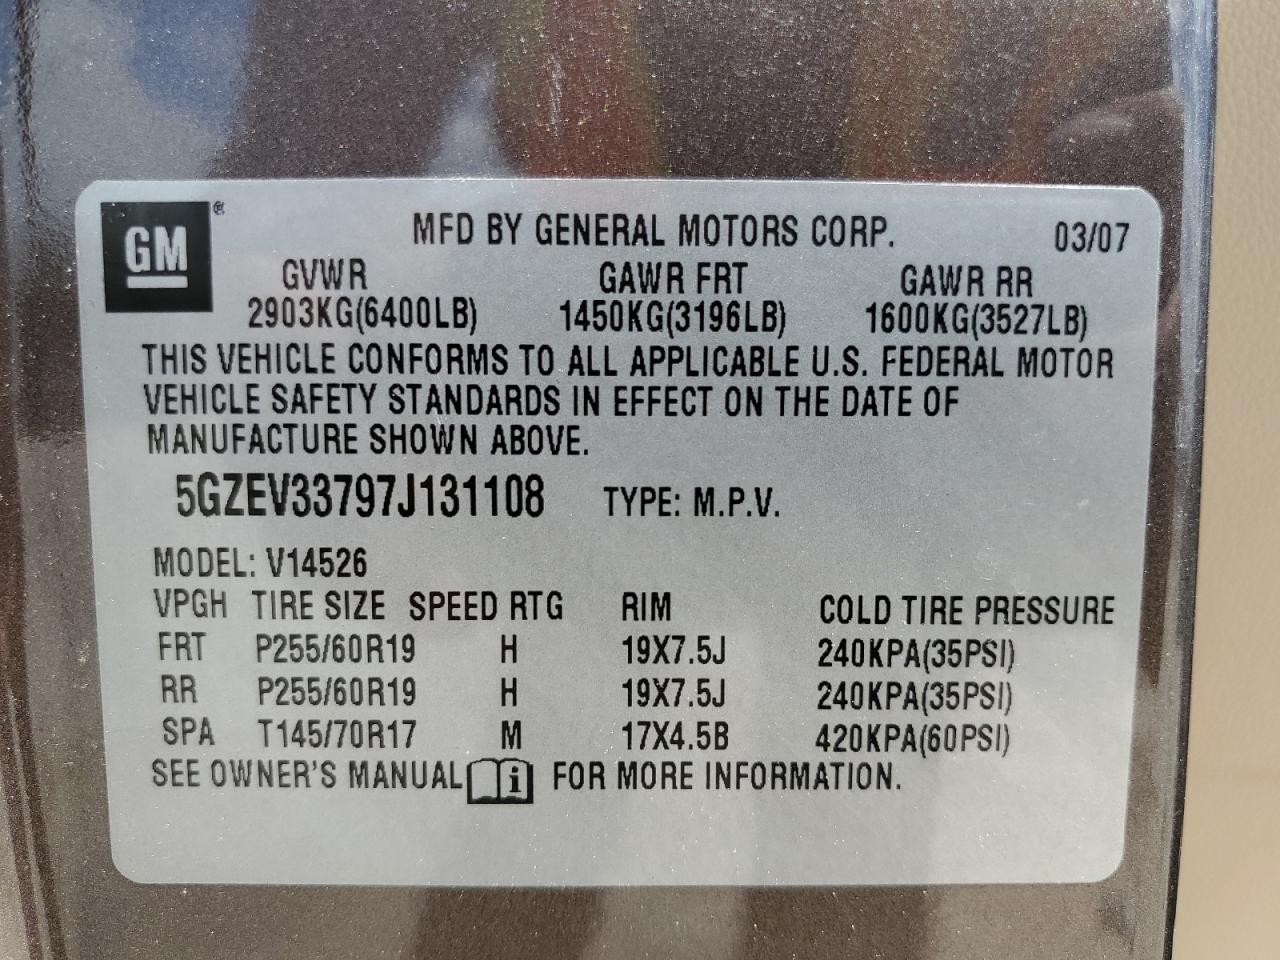 GM®
MFD BY GENERAL MOTORS CORP. 03/07
GVWR GAWR FRT GAWR RR
2903KG(6400LB) 1450KG(3196LB) 1600KG(3527LB)
THIS VEHICLE CONFORMS TO ALL APPLICABLE U.S. FEDERAL MOTOR
VEHICLE SAFETY STANDARDS IN EFFECT ON THE DATE OF
MANUFACTURE SHOWN ABOVE.
5GZEV33797J131108 TYPE: M.P.V.
MODEL: V14526
VPGH TIRE SIZE SPEED RTG RIM COLD TIRE PRESSURE
FRT P255/60R19 H 19X7.5J 240KPA(35PSI)
RR P255/60R19 H 19X7.5J 240KPA(35PSI)
SPA T145/70R17 M 17X4.5B 420KPA(60PSI)
SEE OWNER'S MANUAL i FOR MORE INFORMATION.